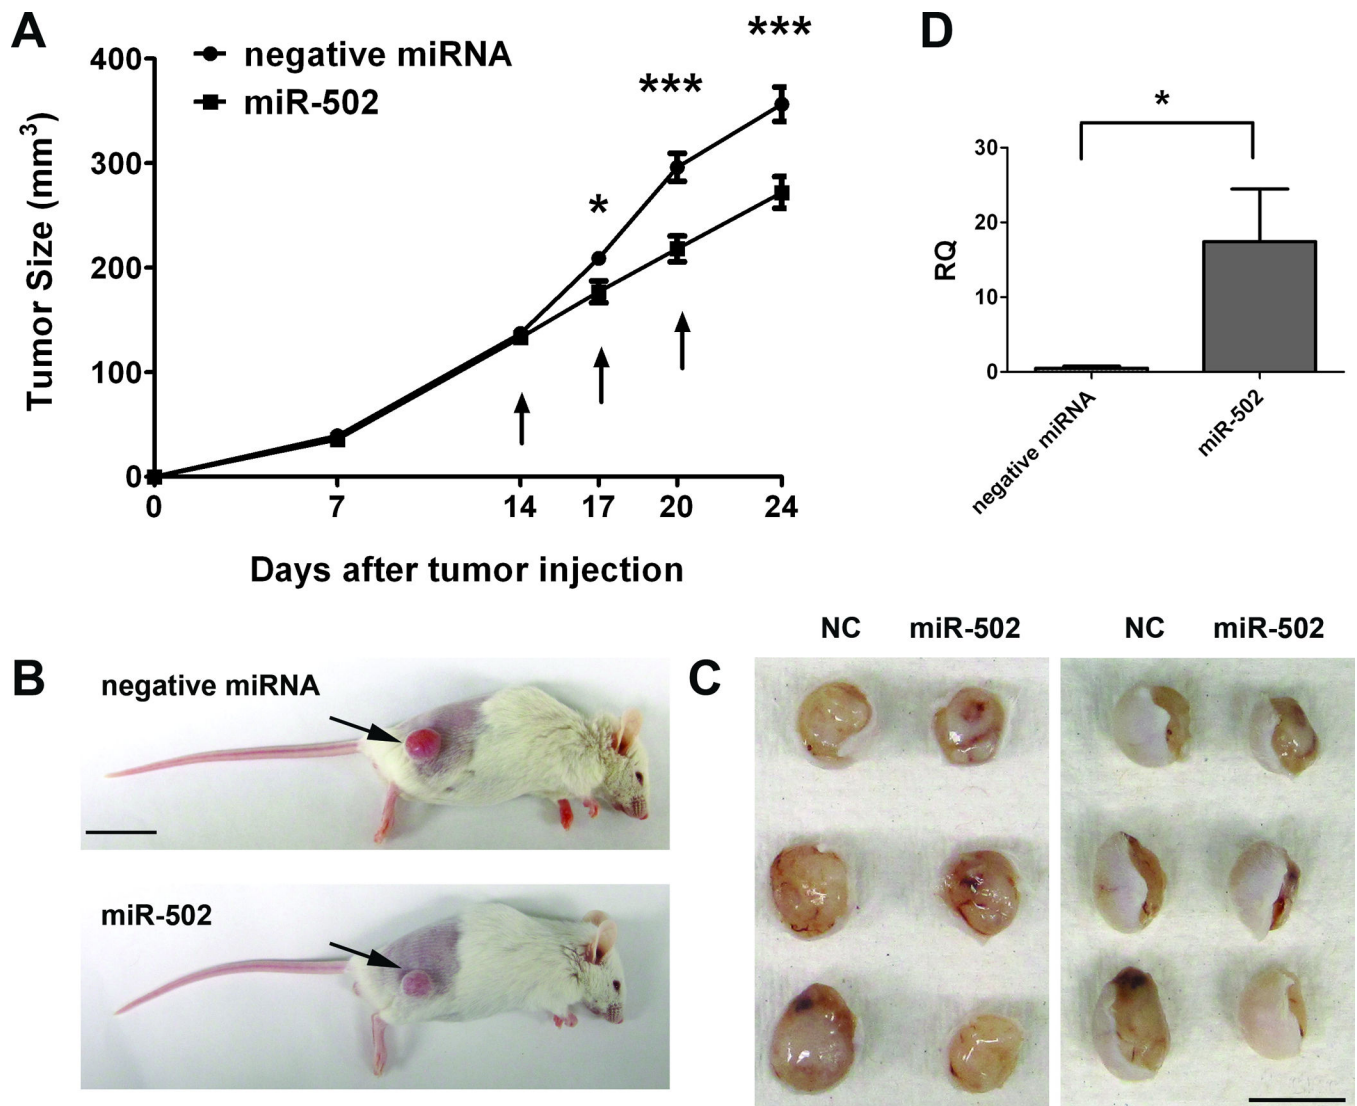 A
negative miRNA
miR-502
Tumor Size (mm³)
400
300
200
100
0
*
***
***
0 7 14 17 20 24
Days after tumor injection
D
*
RQ
30
20
10
0
negative miRNA
miR-502
B
negative miRNA
miR-502
C
NC miR-502 NC miR-502